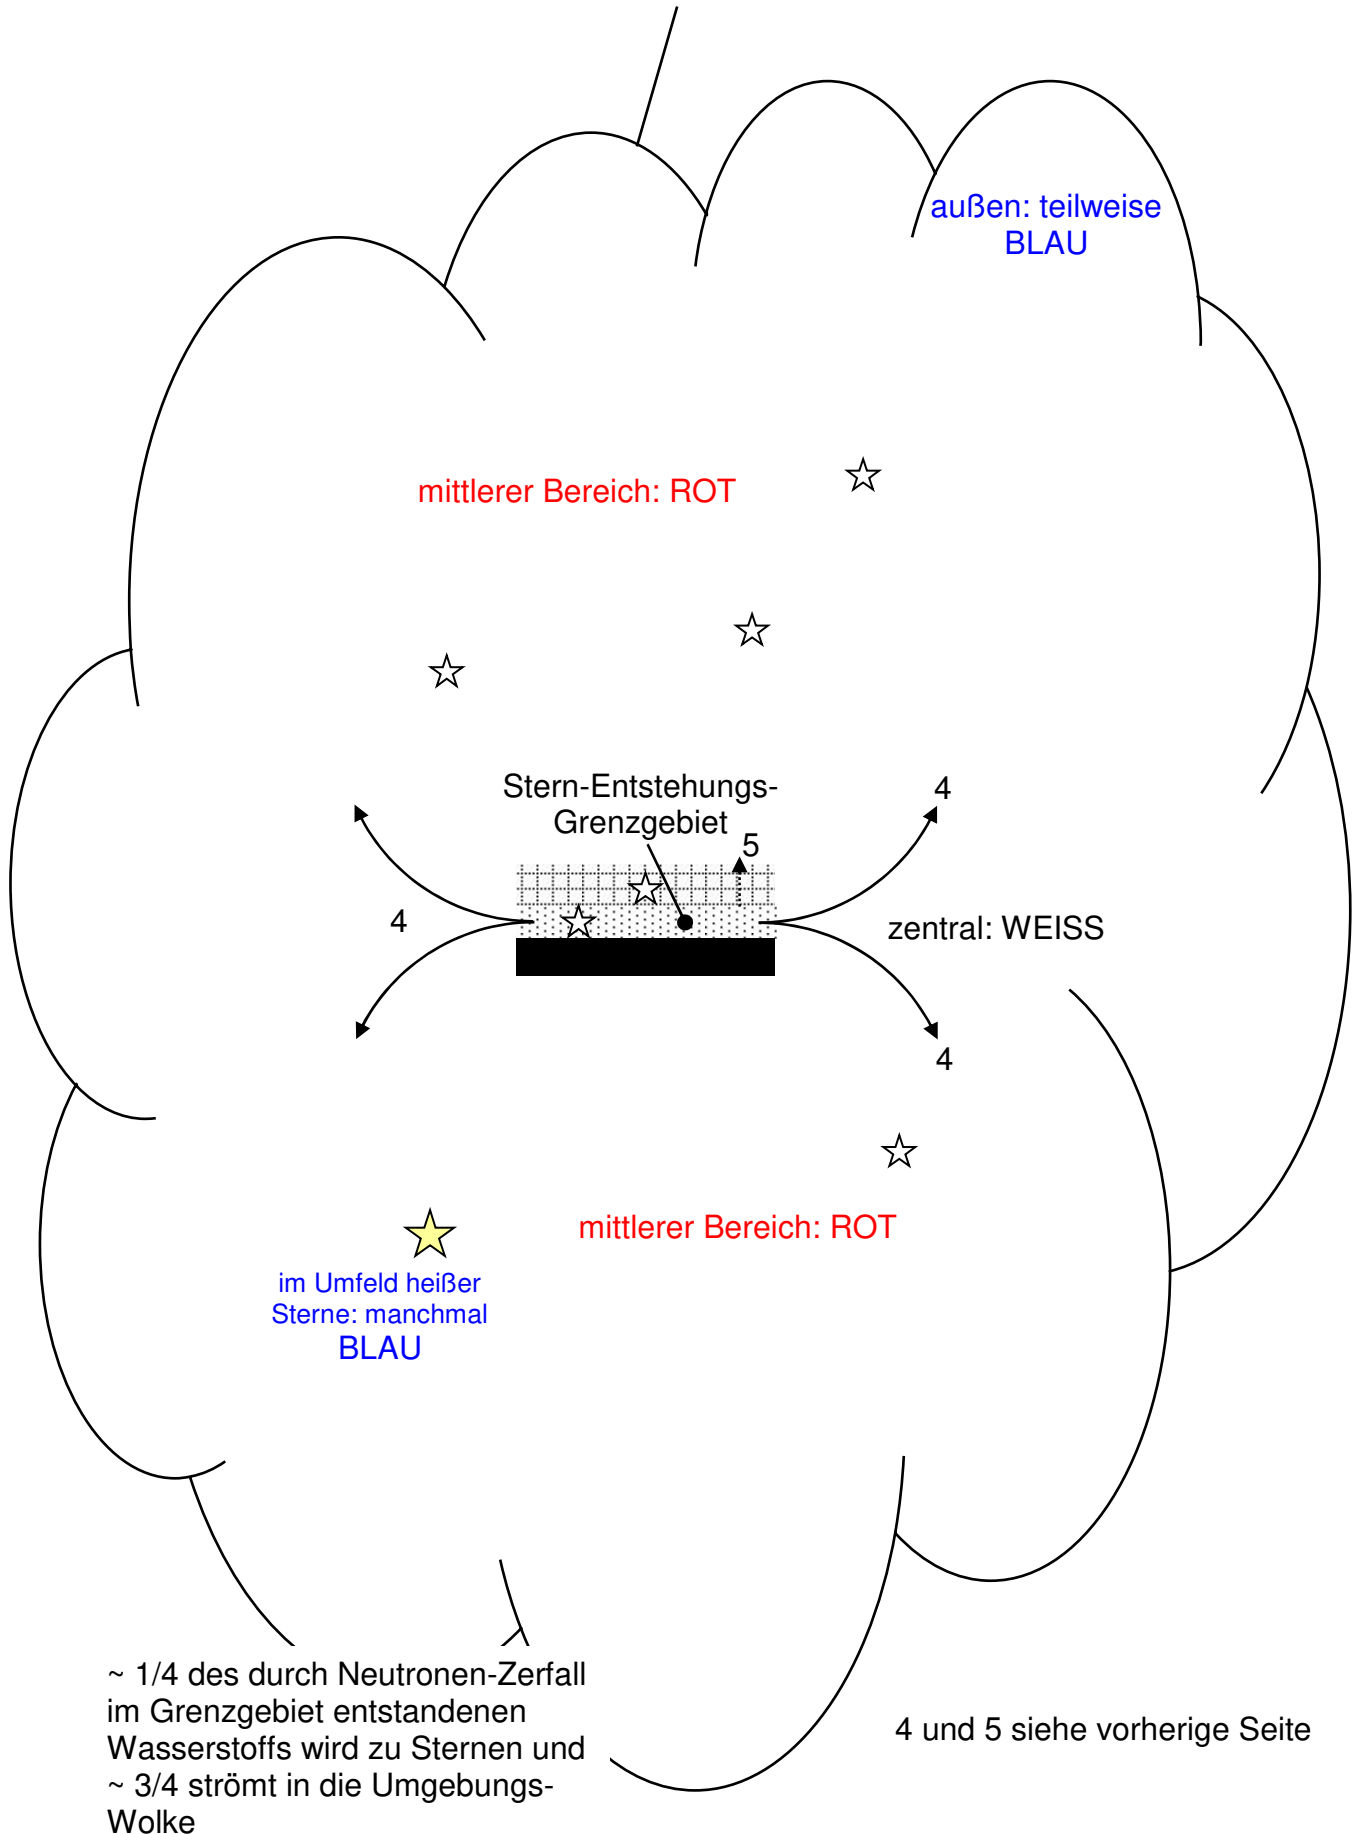 außen: teilweise
BLAU
mittlerer Bereich: ROT
Stern-Entstehungs-
Grenzgebiet
4
5
4
zentral: WEISS
4
mittlerer Bereich: ROT
im Umfeld heißer
Sterne: manchmal
BLAU
~ 1/4 des durch Neutronen-Zerfall
im Grenzgebiet entstandenen
Wasserstoffs wird zu Sternen und
~ 3/4 strömt in die Umgebungs-
Wolke
4 und 5 siehe vorherige Seite